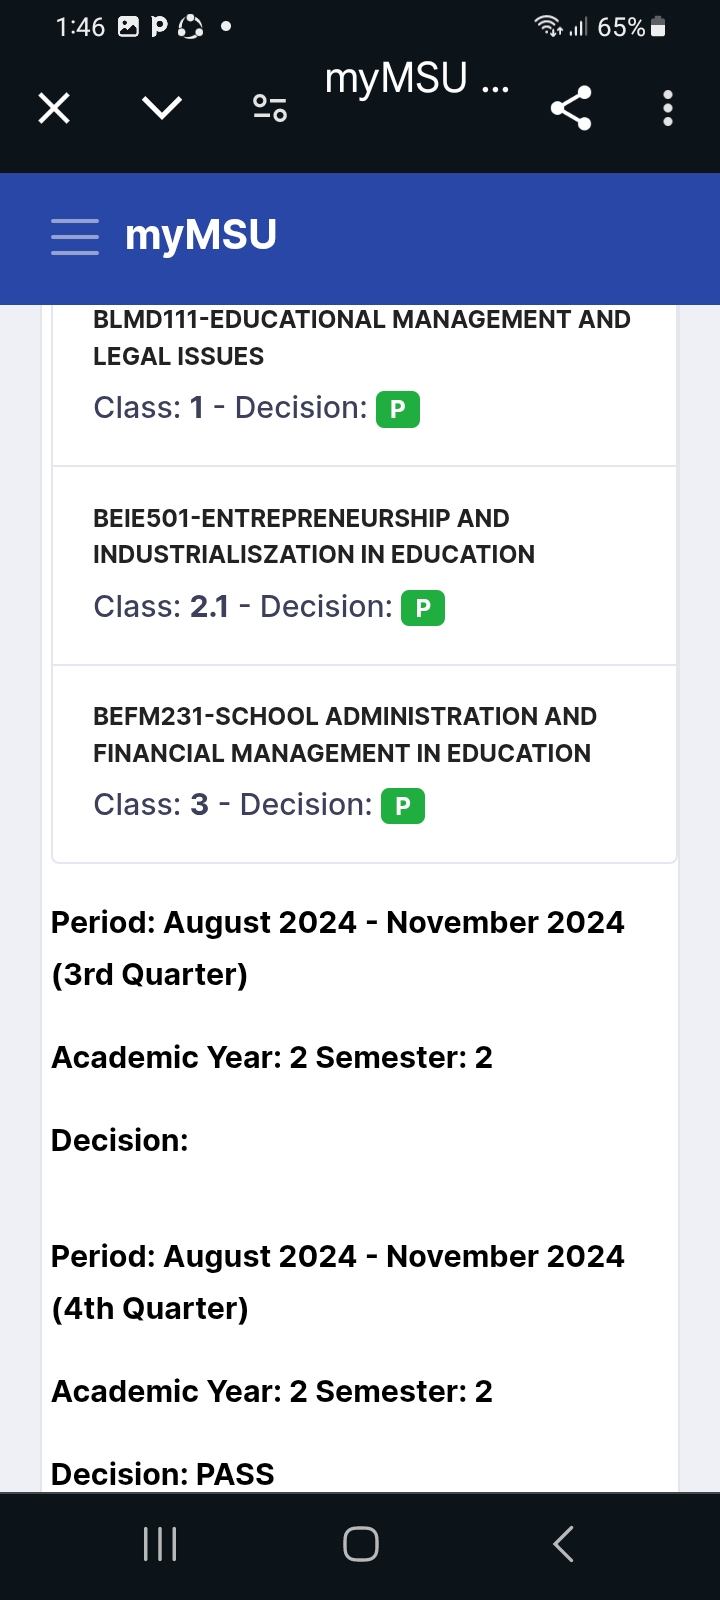 1:46
65%
myMSU ...
myMSU
BLMD111-EDUCATIONAL MANAGEMENT AND
LEGAL ISSUES
Class: 1 - Decision: P
BEIE501-ENTREPRENEURSHIP AND
INDUSTRIALISZATION IN EDUCATION
Class: 2.1 - Decision: P
BEFM231-SCHOOL ADMINISTRATION AND
FINANCIAL MANAGEMENT IN EDUCATION
Class: 3 - Decision: P
Period: August 2024 - November 2024
(3rd Quarter)
Academic Year: 2 Semester: 2
Decision:
Period: August 2024 - November 2024
(4th Quarter)
Academic Year: 2 Semester: 2
Decision: PASS